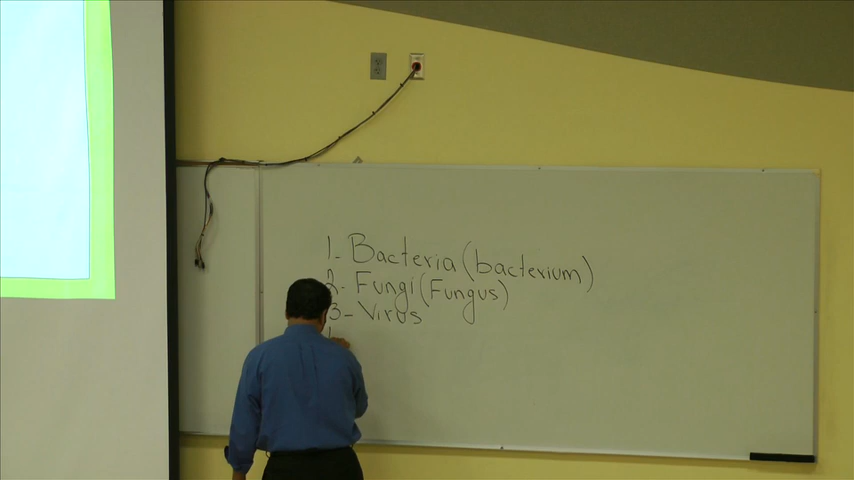 1- Bacteria (bacterium)
2- Fungi (Fungus)
3- Virus